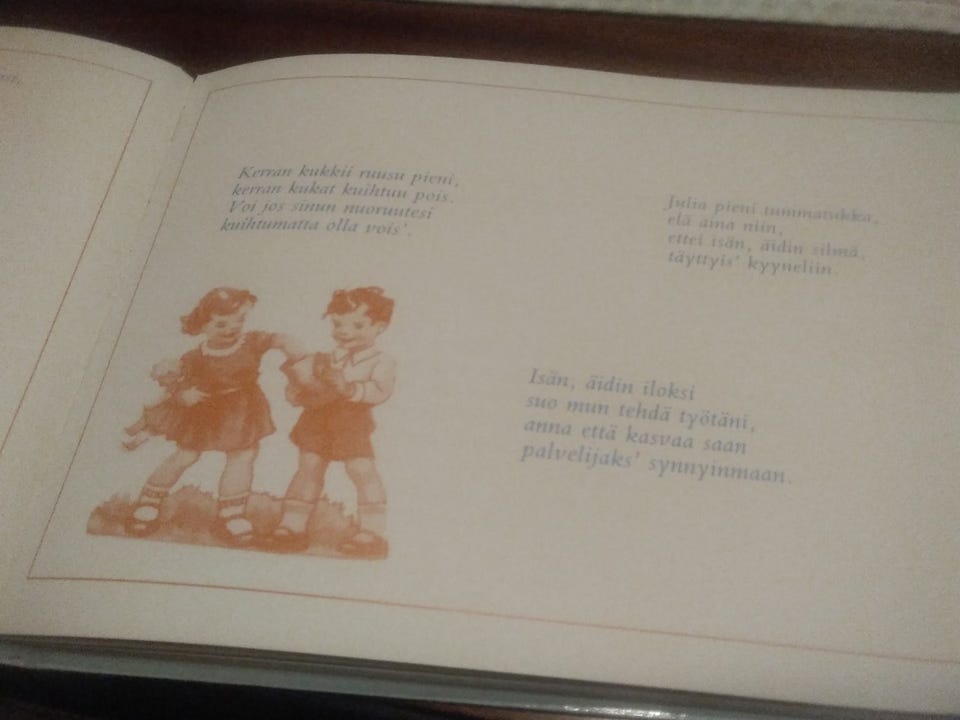 Kerran kukkii ruusu pieni,
kerran kukat kuihtuu pois.
Voi jos sinun nuoruutesi
kuihtumatta olla vois'.
Julia pieni tummatukka,
elä aina niin,
ettei isän, äidin silmä,
täyttyis' kyyneliin.
Isän, äidin iloksi
suo mun tehdä työtäni,
anna että kasvaa saan
palvelijaks' synnyinmaan.